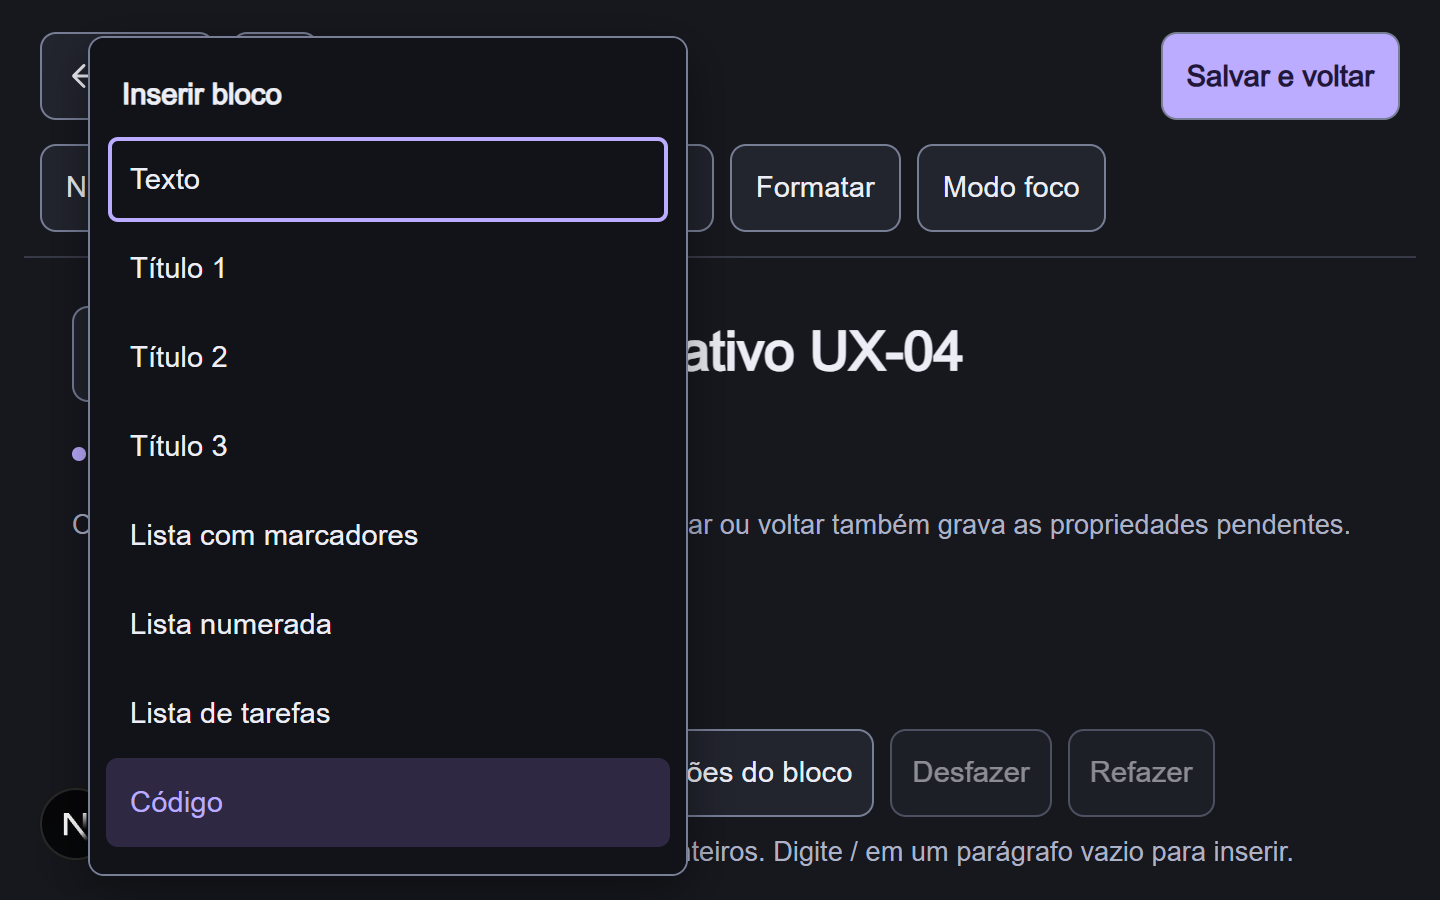 Salvar e voltar
Inserir bloco
N
Formatar
Modo foco
Texto
Título 1
ativo UX-04
Título 2
Título 3
ar ou voltar também grava as propriedades pendentes.
Lista com marcadores
Lista numerada
Lista de tarefas
ões do bloco
Desfazer
Refazer
Código
N
nteiros. Digite / em um parágrafo vazio para inserir.